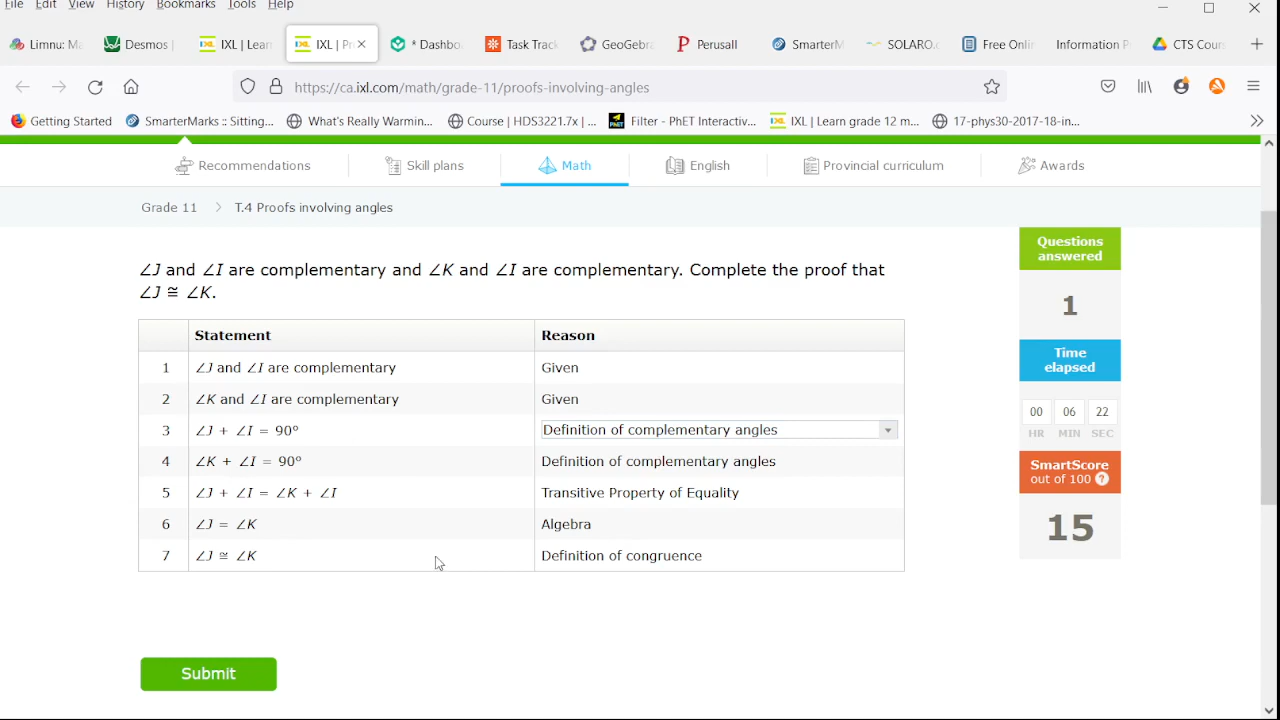 File Edit View History Bookmarks Tools Help
Limnu: Ma
Desmos |
IXL | Lear
IXL | Pr
* Dashbo
Task Track
GeoGebr
Perusall
SmarterM
SOLARO.c
Free Onli
Information P
CTS Cour
https://ca.ixl.com/math/grade-11/proofs-involving-angles
Getting Started
SmarterMarks :: Sitting...
What's Really Warmin...
Course | HDS3221.7x | ...
Filter - PhET Interactiv...
IXL | Learn grade 12 m...
17-phys30-2017-18-in...
Recommendations
Skill plans
Math
English
Provincial curriculum
Awards
Grade 11 > T.4 Proofs involving angles
∠J and ∠I are complementary and ∠K and ∠I are complementary. Complete the proof that
∠J ≅ ∠K.
Statement Reason
1 ∠J and ∠I are complementary Given
2 ∠K and ∠I are complementary Given
3 ∠J + ∠I = 90° Definition of complementary angles
4 ∠K + ∠I = 90° Definition of complementary angles
5 ∠J + ∠I = ∠K + ∠I Transitive Property of Equality
6 ∠J = ∠K Algebra
7 ∠J ≅ ∠K Definition of congruence
Submit
Questions
answered
1
Time
elapsed
00 06 22
HR MIN SEC
SmartScore
out of 100 ?
15